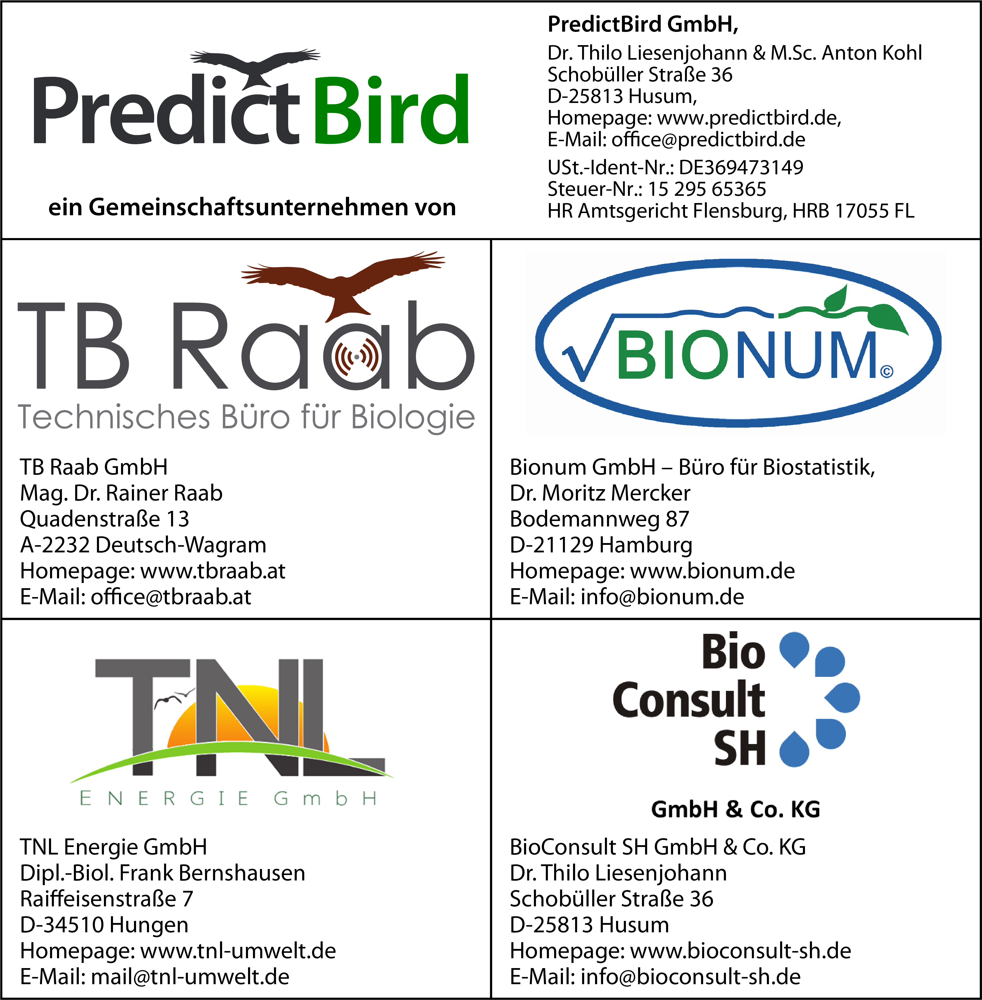 Predict Bird
ein Gemeinschaftsunternehmen von
PredictBird GmbH,
Dr. Thilo Liesenjohann & M.Sc. Anton Kohl
Schobüller Straße 36
D-25813 Husum,
Homepage: www.predictbird.de,
E-Mail: office@predictbird.de
USt.-Ident-Nr.: DE369473149
Steuer-Nr.: 15 295 65365
HR Amtsgericht Flensburg, HRB 17055 FL
TB Raab
Technisches Büro für Biologie
TB Raab GmbH
Mag. Dr. Rainer Raab
Quadenstraße 13
A-2232 Deutsch-Wagram
Homepage: www.tbraab.at
E-Mail: office@tbraab.at
√BIONUM©
Bionum GmbH – Büro für Biostatistik,
Dr. Moritz Mercker
Bodemannweg 87
D-21129 Hamburg
Homepage: www.bionum.de
E-Mail: info@bionum.de
TNL
ENERGIE GmbH
TNL Energie GmbH
Dipl.-Biol. Frank Bernshausen
Raiffeisenstraße 7
D-34510 Hungen
Homepage: www.tnl-umwelt.de
E-Mail: mail@tnl-umwelt.de
Bio
Consult
SH
GmbH & Co. KG
BioConsult SH GmbH & Co. KG
Dr. Thilo Liesenjohann
Schobüller Straße 36
D-25813 Husum
Homepage: www.bioconsult-sh.de
E-Mail: info@bioconsult-sh.de